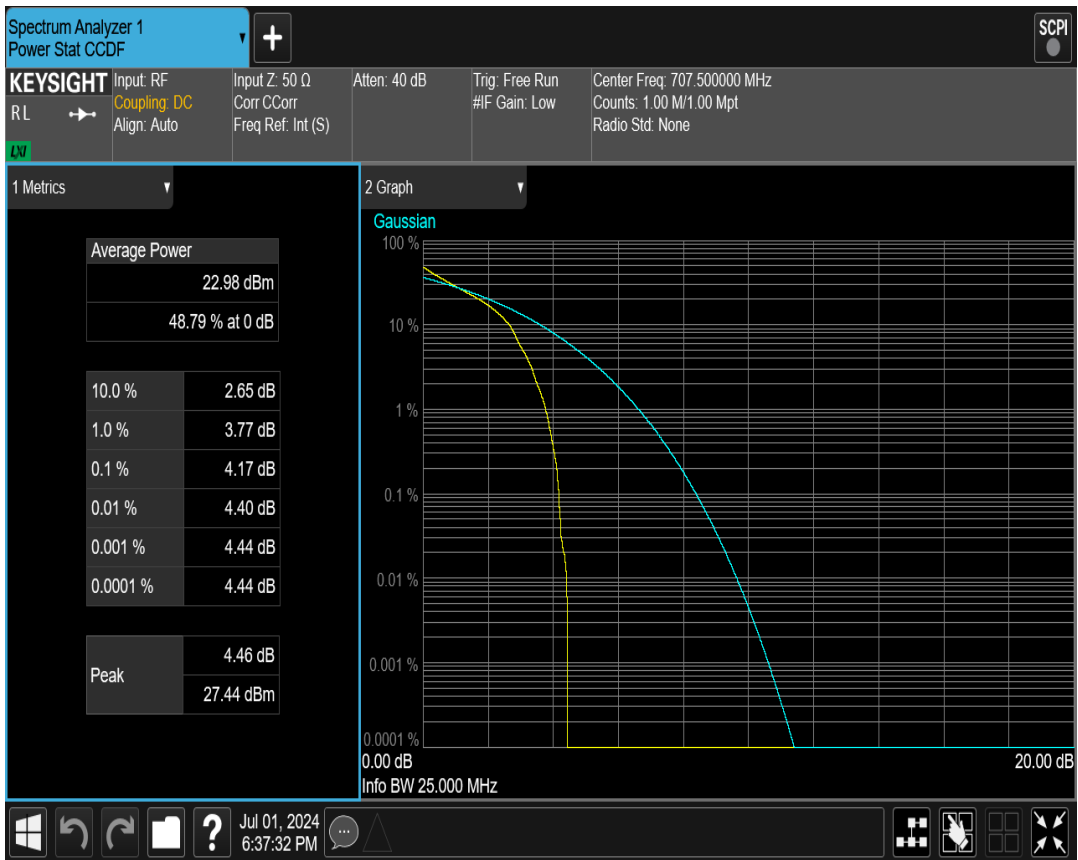 Spectrum Analyzer 1
Power Stat CCDF
SCPI
KEYSIGHT
RL
LXI
Input: RF
Coupling: DC
Align: Auto
Input Z: 50 Ω
Corr CCorr
Freq Ref: Int (S)
Atten: 40 dB
Trig: Free Run
#IF Gain: Low
Center Freq: 707.500000 MHz
Counts: 1.00 M/1.00 Mpt
Radio Std: None
1 Metrics
Average Power
22.98 dBm
48.79 % at 0 dB
10.0 % 2.65 dB
1.0 % 3.77 dB
0.1 % 4.17 dB
0.01 % 4.40 dB
0.001 % 4.44 dB
0.0001 % 4.44 dB
Peak
4.46 dB
27.44 dBm
2 Graph
Gaussian
100 %
10 %
1 %
0.1 %
0.01 %
0.001 %
0.0001 %
0.00 dB 20.00 dB
Info BW 25.000 MHz
Jul 01, 2024
6:37:32 PM